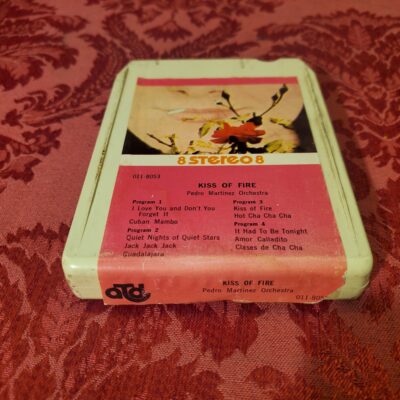 8 STEREO 8
011-8053
KISS OF FIRE
Pedro Martinez Orchestra
Program 1
I Love You and Don't You
Forget It
Cuban Mambo
Program 2
Quiet Nights of Quiet Stars
Jack Jack Jack
Guadalajara
Program 3
Kiss of Fire
Hot Cha Cha Cha
Program 4
It Had To Be Tonight
Amor Calladito
Clases de Cha Cha
KISS OF FIRE
Pedro Martinez Orchestra
011-8053